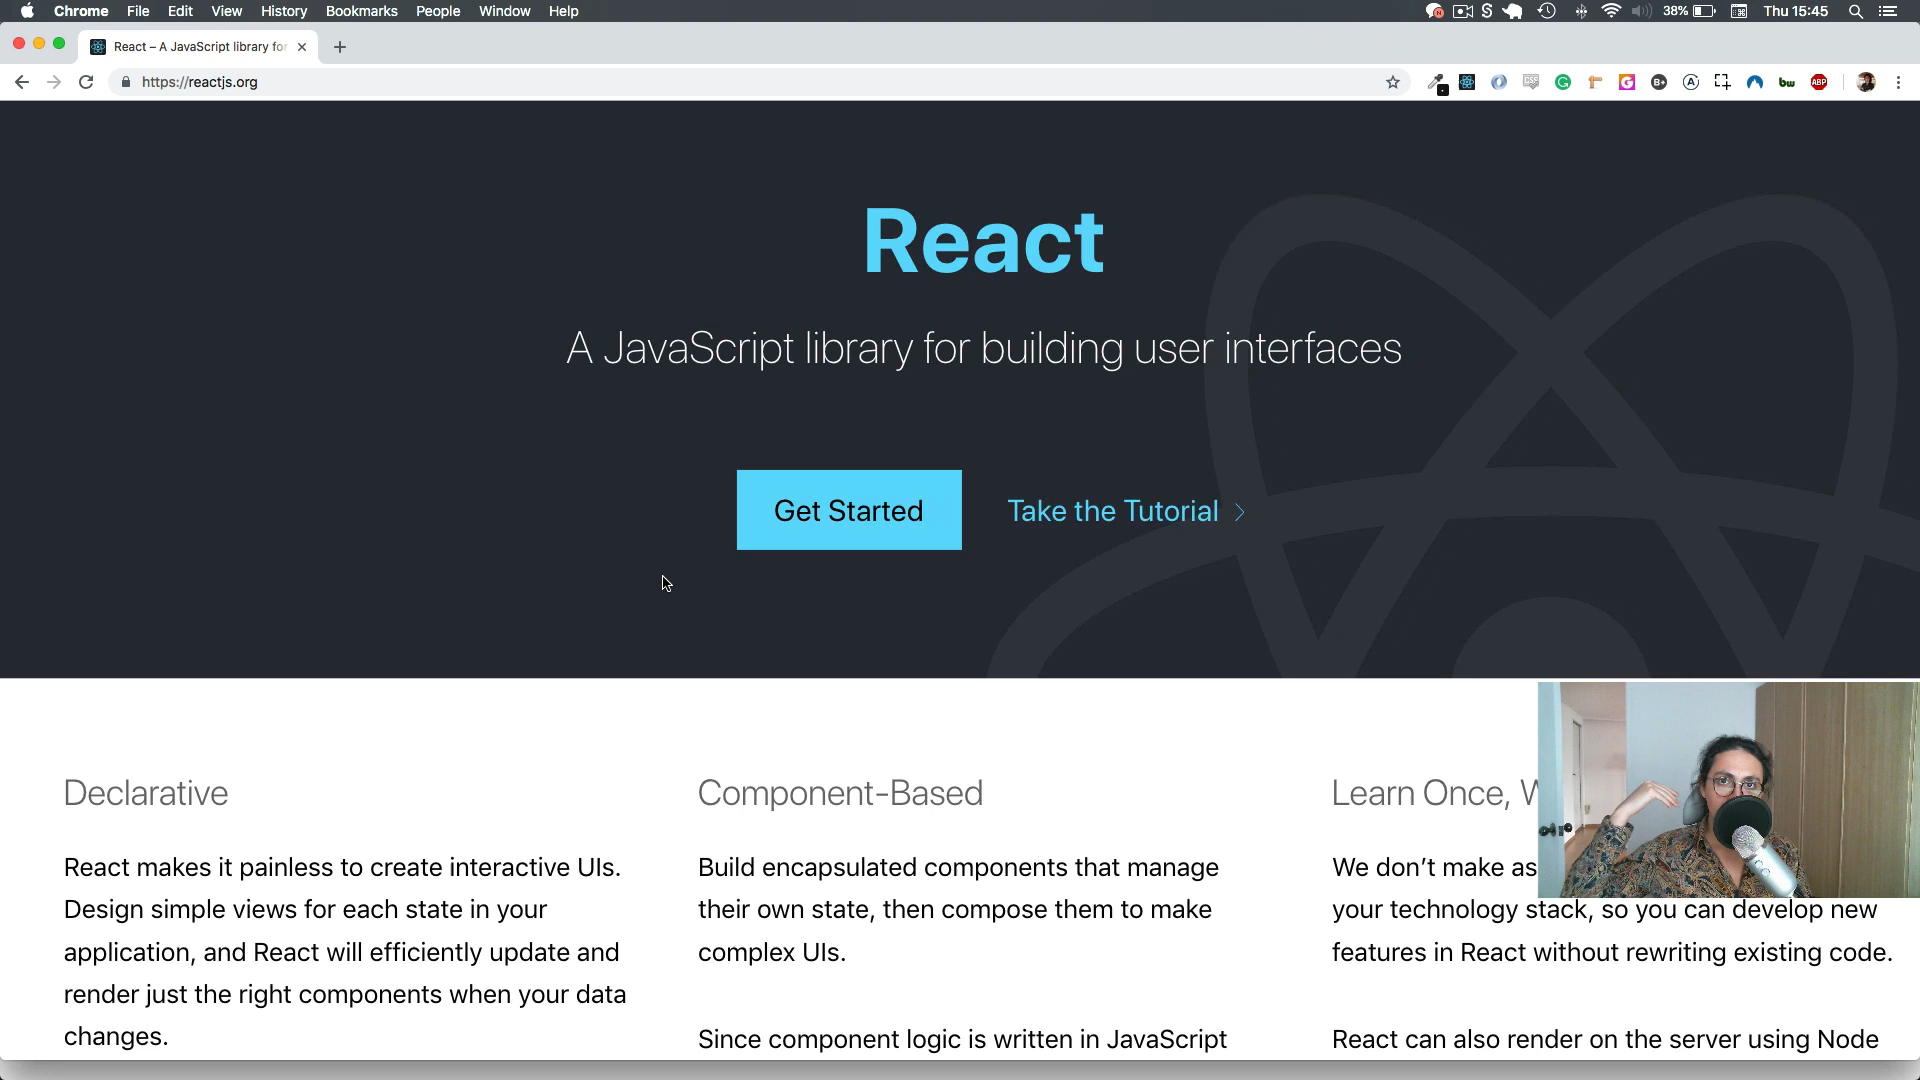 Chrome File Edit View History Bookmarks People Window Help 38% Thu 15:45
React – A JavaScript library for
https://reactjs.org
React
A JavaScript library for building user interfaces
Get Started
Take the Tutorial
Declarative
React makes it painless to create interactive UIs.
Design simple views for each state in your
application, and React will efficiently update and
render just the right components when your data
changes.
Component-Based
Build encapsulated components that manage
their own state, then compose them to make
complex UIs.
Since component logic is written in JavaScript
Learn Once, W
We don’t make as
your technology stack, so you can develop new
features in React without rewriting existing code.
React can also render on the server using Node